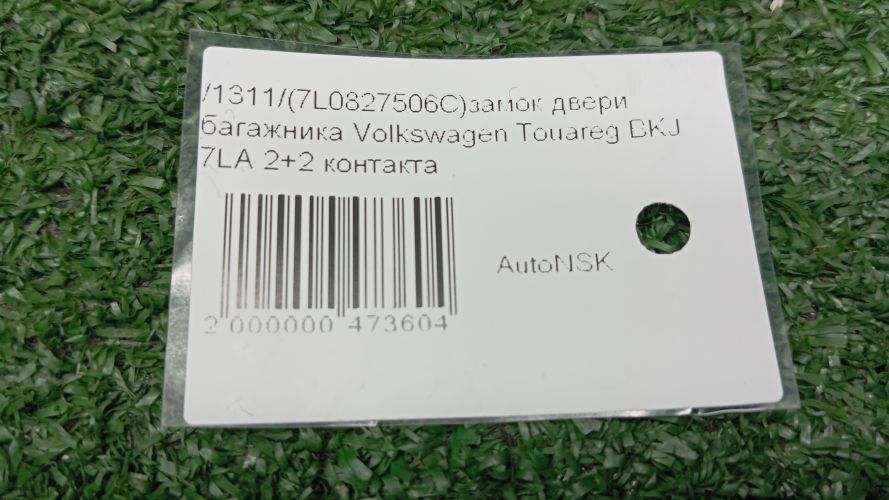 /1311/(7L0827506C)замок двери
багажника Volkswagen Touareg BKJ
7LA 2+2 контакта
AutoNSK
2 000000 473604